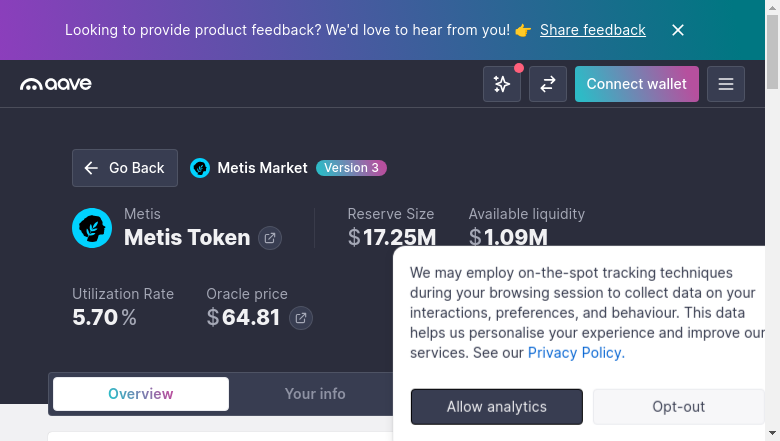 Looking to provide product feedback? We'd love to hear from you! 👉 Share feedback
aave
Connect wallet
Go Back
Metis Market
Version 3
Metis
Metis Token
Reserve Size
$17.25M
Available liquidity
$1.09M
Utilization Rate
5.70%
Oracle price
$64.81
We may employ on-the-spot tracking techniques
during your browsing session to collect data on your
interactions, preferences, and behaviour. This data
helps us personalise your experience and improve our
services. See our Privacy Policy.
Overview
Your info
Allow analytics
Opt-out